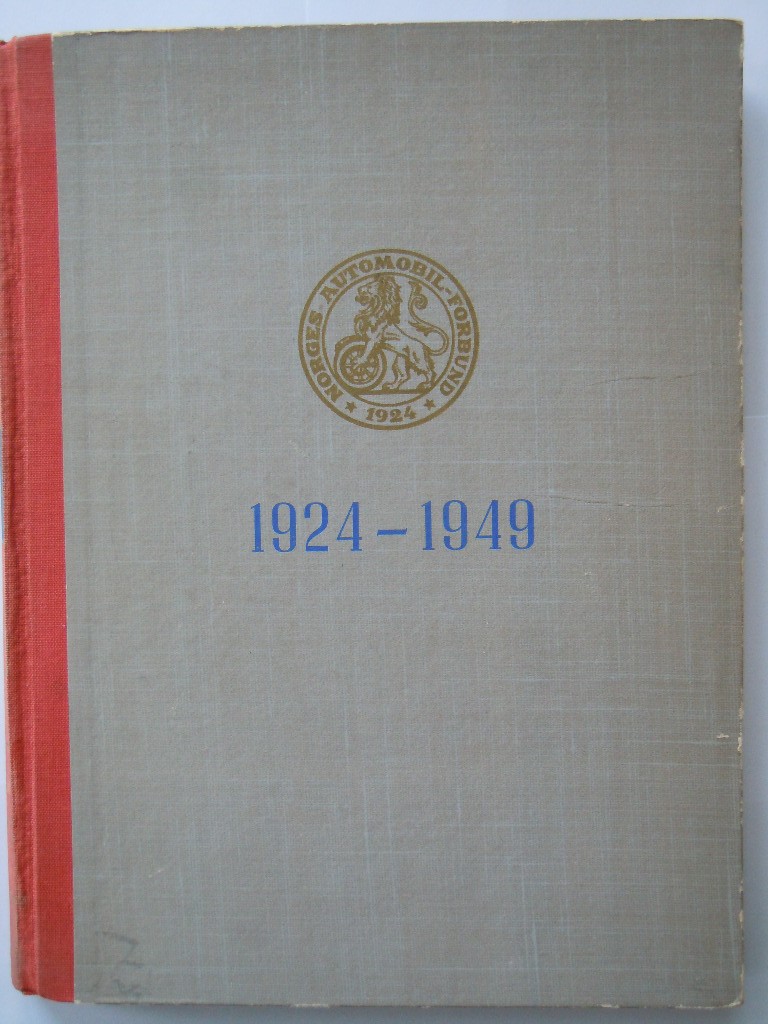 NORGES AUTOMOBIL-FORBUND
★ 1924 ★
1924 – 1949